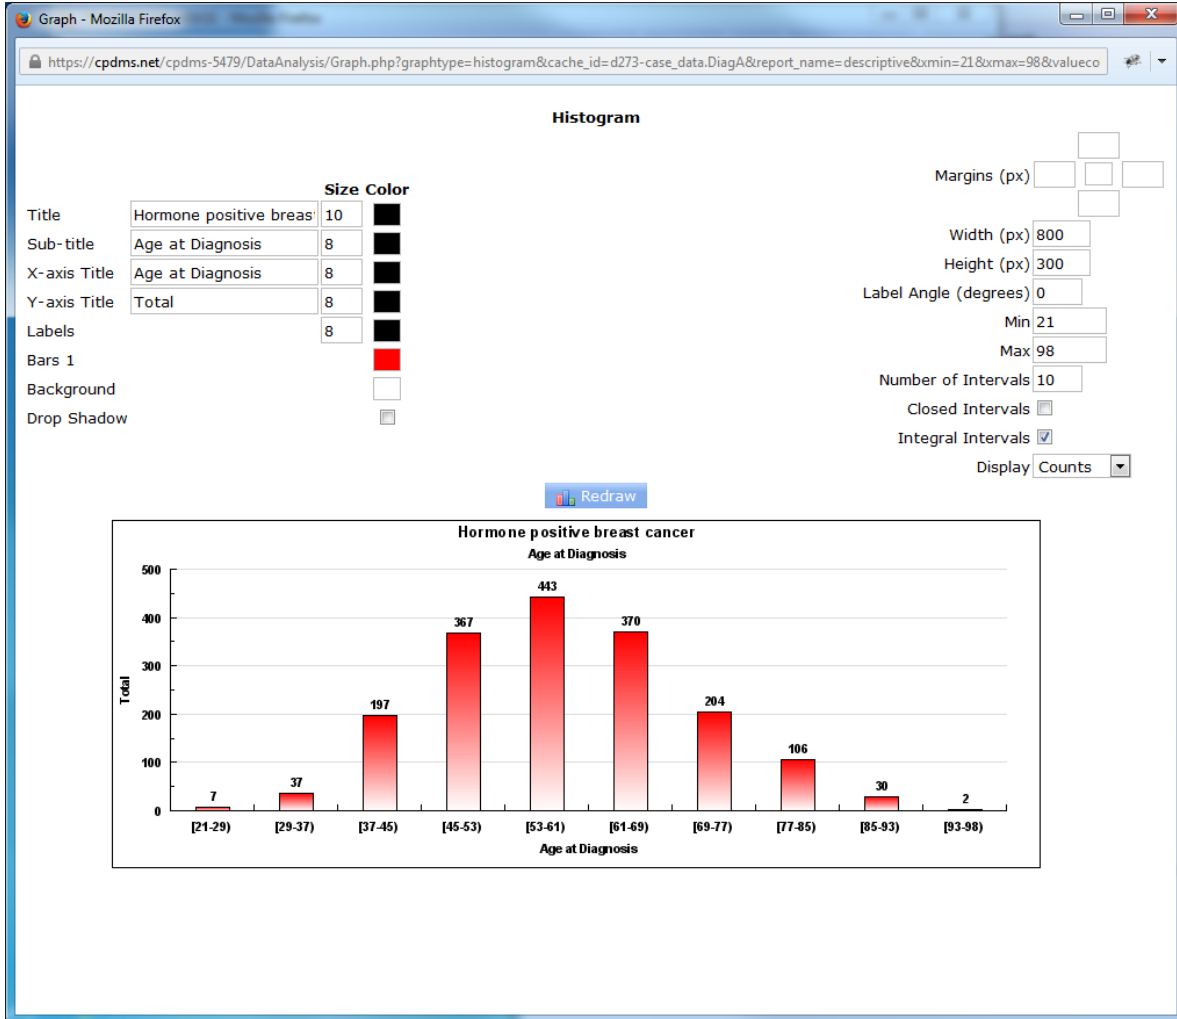 Graph - Mozilla Firefox
https://cpdms.net/cpdms-5479/DataAnalysis/Graph.php?graphtype=histogram&cache_id=d273-case_data.DiagA&report_name=descriptive&xmin=21&xmax=98&valueco
Histogram
Size Color
Title Hormone positive breast 10
Sub-title Age at Diagnosis 8
X-axis Title Age at Diagnosis 8
Y-axis Title Total 8
Labels 8
Bars 1
Background
Drop Shadow
Margins (px)
Width (px) 800
Height (px) 300
Label Angle (degrees) 0
Min 21
Max 98
Number of Intervals 10
Closed Intervals
Integral Intervals
Display Counts
Redraw
Hormone positive breast cancer
Age at Diagnosis
Total
500
400
300
200
100
0
7
37
197
367
443
370
204
106
30
2
[21-29) [29-37) [37-45) [45-53) [53-61) [61-69) [69-77) [77-85) [85-93) [93-98)
Age at Diagnosis